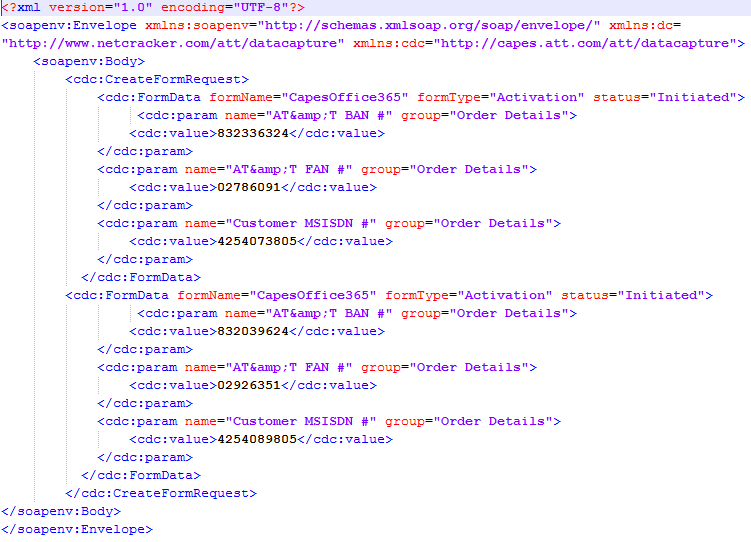 <?xml version="1.0" encoding="UTF-8"?>
<soapenv:Envelope xmlns:soapenv="http://schemas.xmlsoap.org/soap/envelope/" xmlns:dc=
"http://www.netcracker.com/att/datacapture" xmlns:cdc="http://capes.att.com/att/datacapture">
<soapenv:Body>
<cdc:CreateFormRequest>
<cdc:FormData formName="CapesOffice365" formType="Activation" status="Initiated">
<cdc:param name="AT&amp;T BAN #" group="Order Details">
<cdc:value>832336324</cdc:value>
</cdc:param>
<cdc:param name="AT&amp;T FAN #" group="Order Details">
<cdc:value>02786091</cdc:value>
</cdc:param>
<cdc:param name="Customer MSISDN #" group="Order Details">
<cdc:value>4254073805</cdc:value>
</cdc:param>
</cdc:FormData>
<cdc:FormData formName="CapesOffice365" formType="Activation" status="Initiated">
<cdc:param name="AT&amp;T BAN #" group="Order Details">
<cdc:value>832039624</cdc:value>
</cdc:param>
<cdc:param name="AT&amp;T FAN #" group="Order Details">
<cdc:value>02926351</cdc:value>
</cdc:param>
<cdc:param name="Customer MSISDN #" group="Order Details">
<cdc:value>4254089805</cdc:value>
</cdc:param>
</cdc:FormData>
</cdc:CreateFormRequest>
</soapenv:Body>
</soapenv:Envelope>